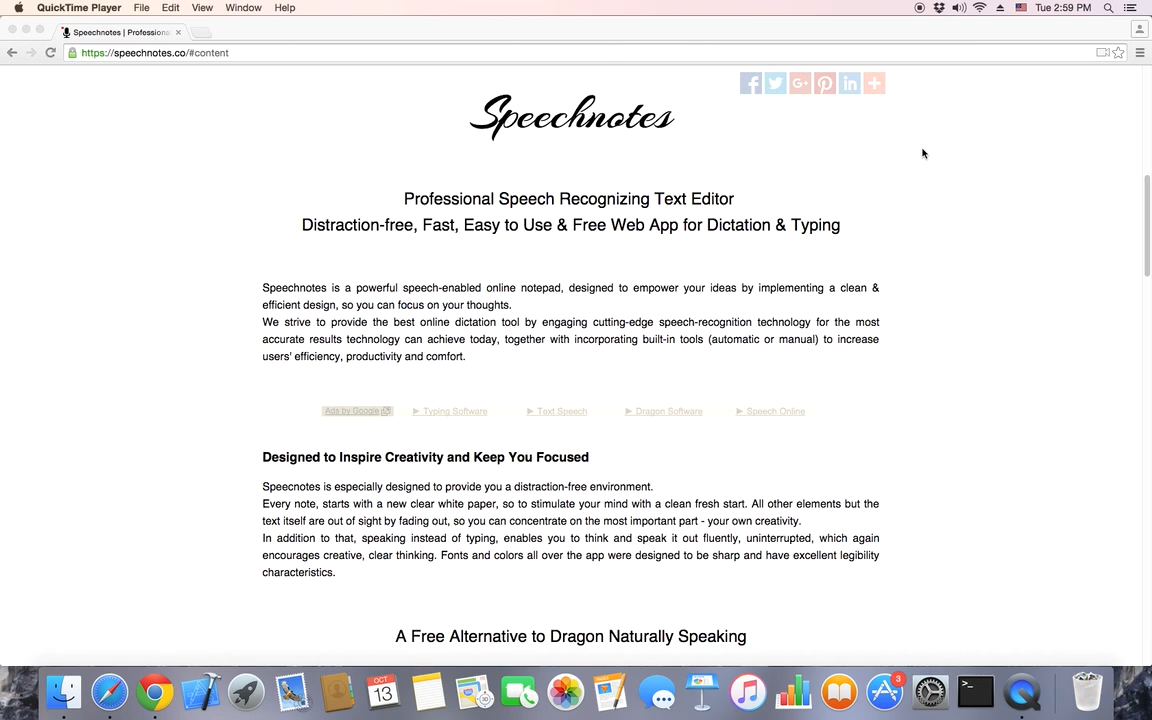 QuickTime Player File Edit View Window Help Tue 2:59 PM
Speechnotes | Professiona
https://speechnotes.co/#content
Speechnotes
Professional Speech Recognizing Text Editor
Distraction-free, Fast, Easy to Use & Free Web App for Dictation & Typing
Speechnotes is a powerful speech-enabled online notepad, designed to empower your ideas by implementing a clean &
efficient design, so you can focus on your thoughts.
We strive to provide the best online dictation tool by engaging cutting-edge speech-recognition technology for the most
accurate results technology can achieve today, together with incorporating built-in tools (automatic or manual) to increase
users' efficiency, productivity and comfort.
Ads by Google ► Typing Software ► Text Speech ► Dragon Software ► Speech Online
Designed to Inspire Creativity and Keep You Focused
Speecnotes is especially designed to provide you a distraction-free environment.
Every note, starts with a new clear white paper, so to stimulate your mind with a clean fresh start. All other elements but the
text itself are out of sight by fading out, so you can concentrate on the most important part - your own creativity.
In addition to that, speaking instead of typing, enables you to think and speak it out fluently, uninterrupted, which again
encourages creative, clear thinking. Fonts and colors all over the app were designed to be sharp and have excellent legibility
characteristics.
A Free Alternative to Dragon Naturally Speaking
OCT
13
3